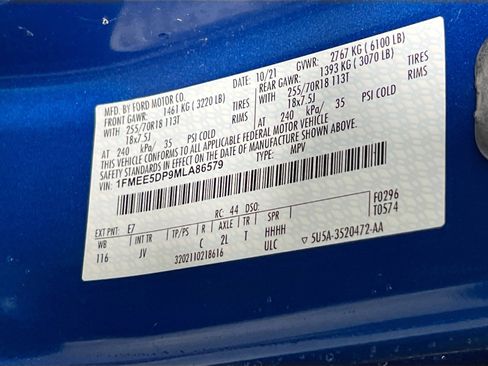 MFD. BY FORD MOTOR CO.
DATE: 10/21 GVWR: 2767 KG ( 6100 LB)
FRONT GAWR: 1461 KG ( 3220 LB) REAR GAWR: 1393 KG ( 3070 LB)
WITH 255/70R18 113T TIRES WITH 255/70R18 113T TIRES
18x7.5J RIMS 18x7.5J
AT 240 kPa/ 35 PSI COLD AT 240 kPa/ 35 PSI COLD
THIS VEHICLE CONFORMS TO ALL APPLICABLE FEDERAL MOTOR VEHICLE
SAFETY STANDARDS IN EFFECT ON THE DATE OF MANUFACTURE SHOWN ABOVE.
VIN: 1FMEE5DP9MLA86579
TYPE: MPV
F0296
T0574
EXT PNT: E7 RC: 44 DSO:
WB INT TR TP/PS R AXLE TR SPR
116 JV C 2L T HHHH
3202110218616 ULC ▽ 5U5A-3520472-AA